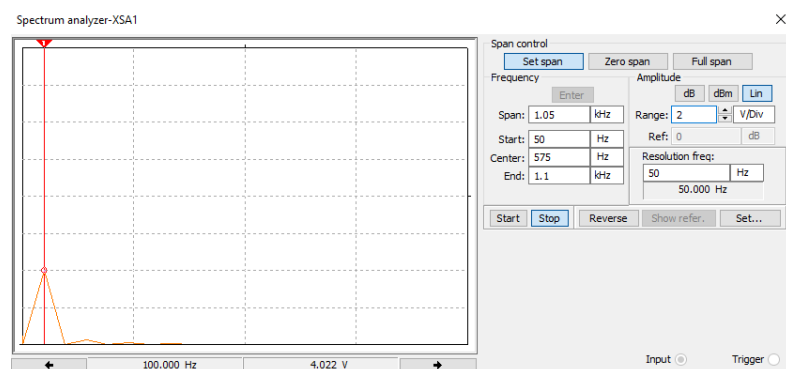 Spectrum analyzer-XSA1
1
100.000 Hz 4.022 V
Span control
Set span Zero span Full span
Frequency
Enter
Span: 1.05 kHz
Start: 50 Hz
Center: 575 Hz
End: 1.1 kHz
Amplitude
dB dBm Lin
Range: 2 V/Div
Ref: 0 dB
Resolution freq:
50 Hz
50.000 Hz
Start Stop Reverse Show refer. Set...
Input Trigger